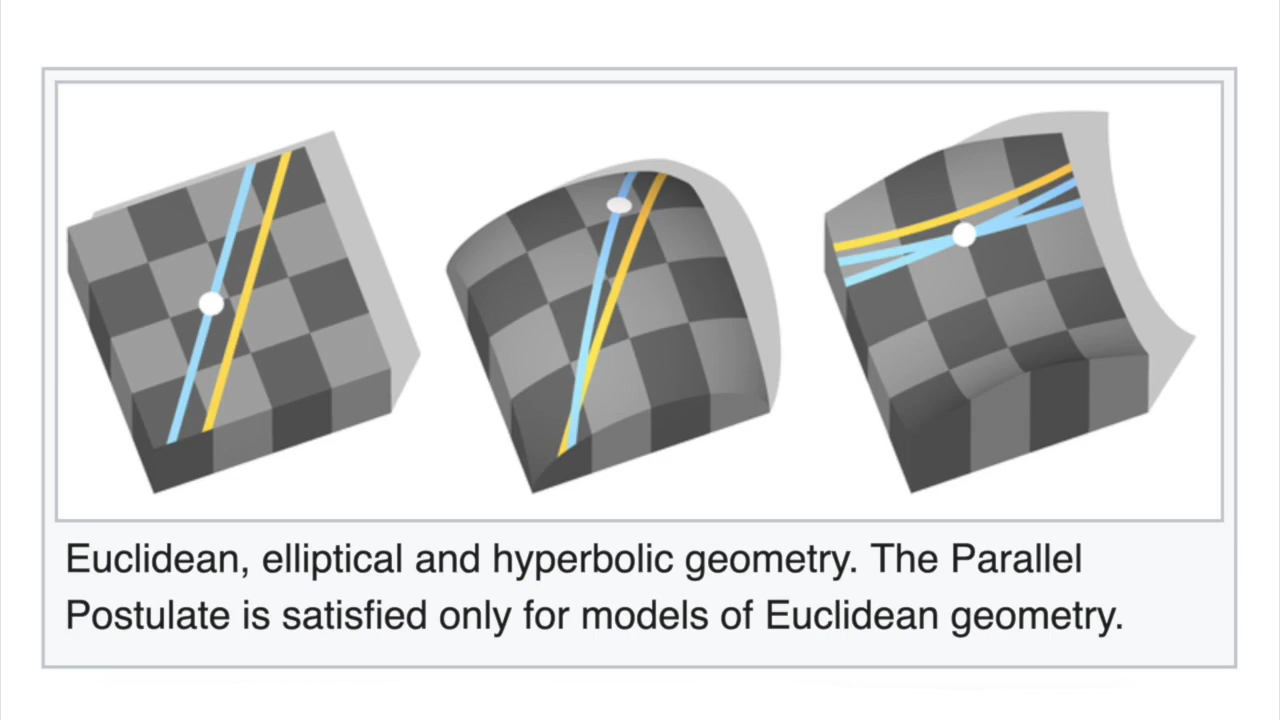 Euclidean, elliptical and hyperbolic geometry. The Parallel
Postulate is satisfied only for models of Euclidean geometry.